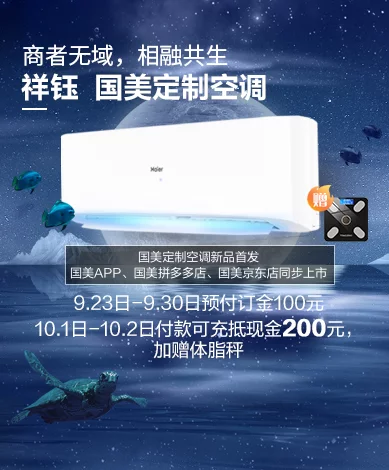 商者无域，相融共生
祥钰 国美定制空调
Haier
赠
国美定制空调新品首发
国美APP、国美拼多多店、国美京东店同步上市
9.23日-9.30日预付订金100元
10.1日-10.2日付款可充抵现金200元，
加赠体脂秤